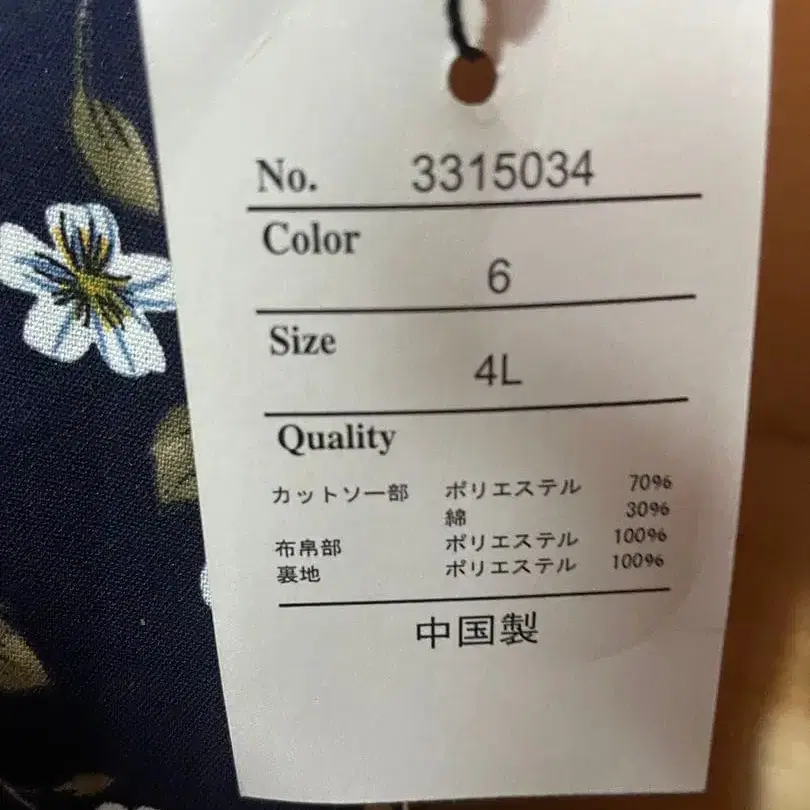 No. 3315034
Color
6
Size
4L
Quality
カットソー部 ポリエステル 70%
綿 30%
布帛部 ポリエステル 100%
裏地 ポリエステル 100%
中国製